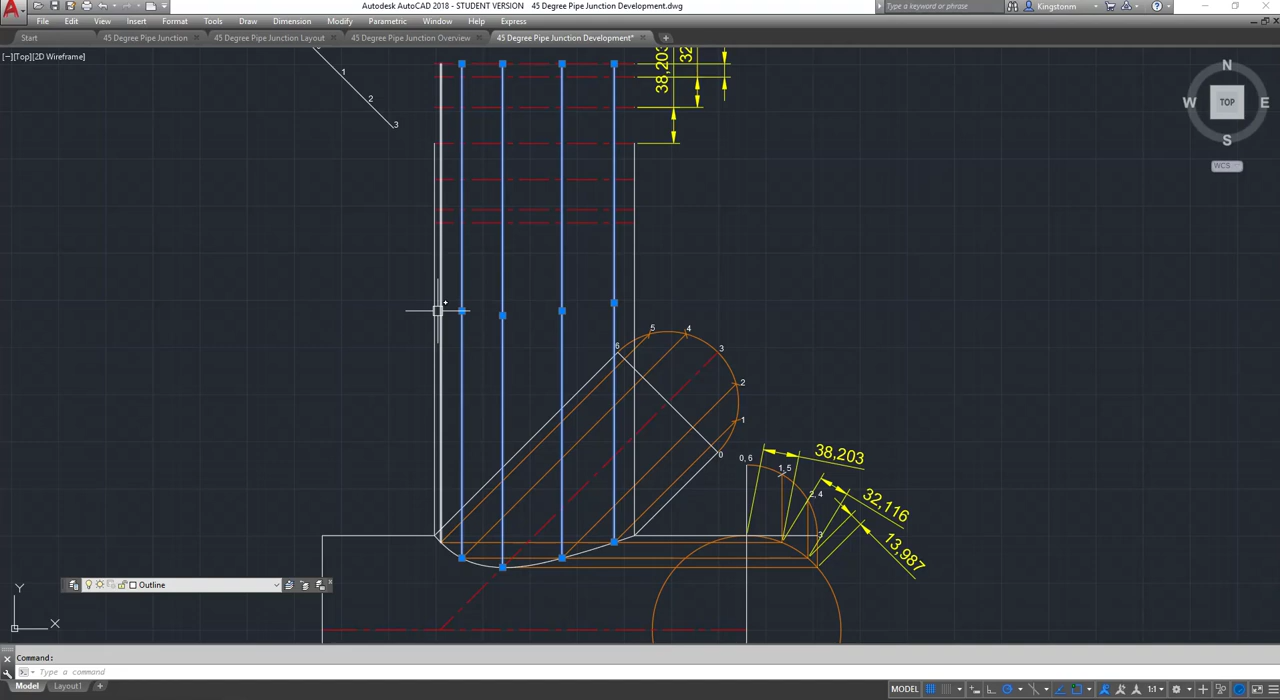 Autodesk AutoCAD 2018 - STUDENT VERSION 45 Degree Pipe Junction Development.dwg
Type a keyword or phrase
Kingstonm
File Edit View Insert Format Tools Draw Dimension Modify Parametric Window Help Express
Start 45 Degree Pipe Junction 45 Degree Pipe Junction Layout 45 Degree Pipe Junction Overview 45 Degree Pipe Junction Development*
[−][Top][2D Wireframe]
38,203
32
N
W TOP E
S
WCS
1
2
3
5 4
6 3
2
1
0
0, 6
1, 5
2, 4
3
38,203
32,116
13,987
Outline
Y
X
Command:
Type a command
Model Layout1
MODEL
1:1